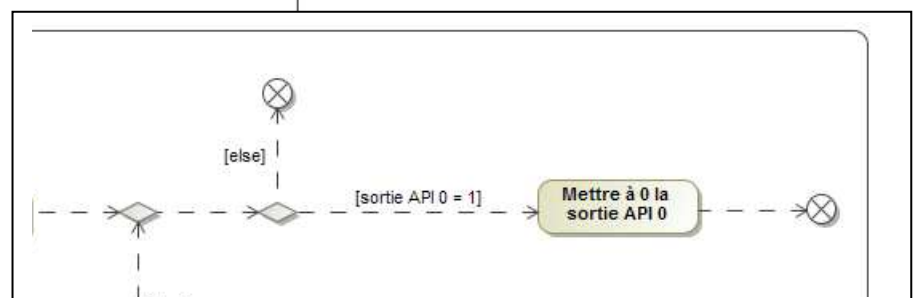 [else]
[sortie API 0 = 1]
Mettre à 0 la
sortie API 0